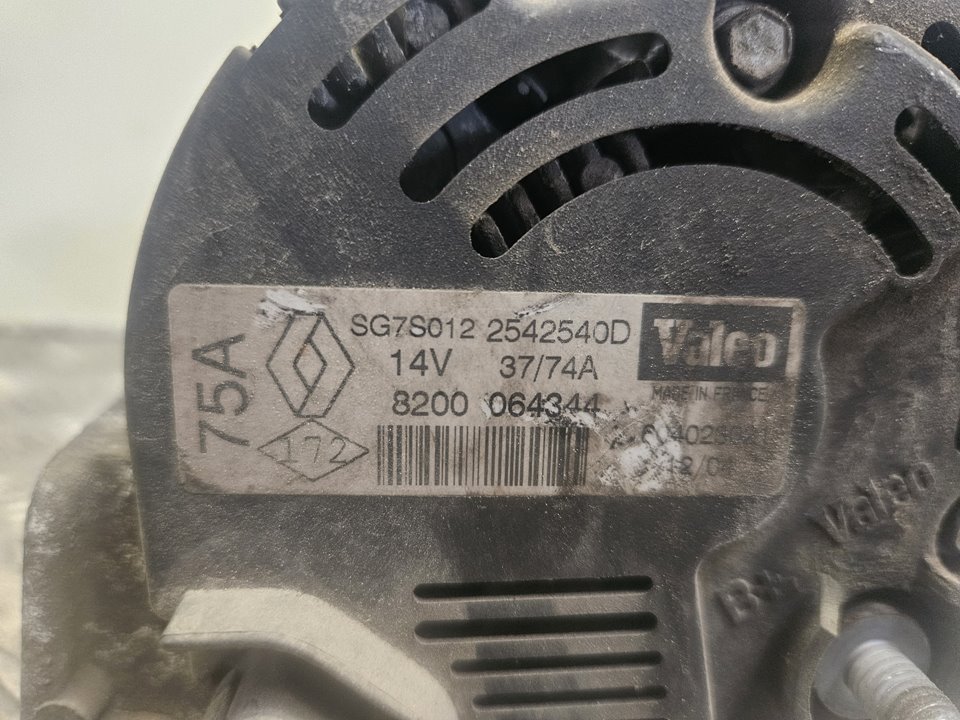 75A
SG7S012 2542540D
14V 37/74A
8200 064344
172
Valeo
MADE IN FRANCE
Valeo
B+